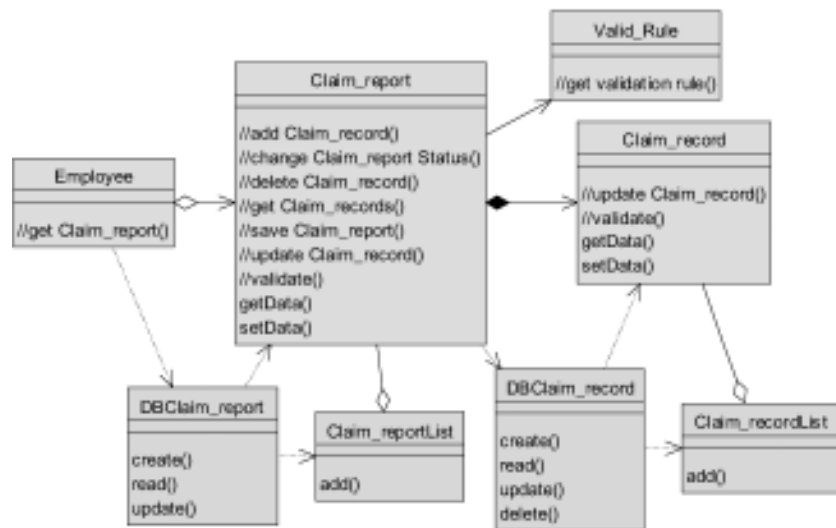 Valid_Rule
//get validation rule()
Claim_report
//add Claim_record()
//change Claim_report Status()
//delete Claim_record()
//get Claim_records()
//save Claim_report()
//update Claim_record()
//validate()
getData()
setData()
Claim_record
//update Claim_record()
//validate()
getData()
setData()
Employee
//get Claim_report()
DBClaim_report
create()
read()
update()
Claim_reportList
add()
DBClaim_record
create()
read()
update()
delete()
Claim_recordList
add()